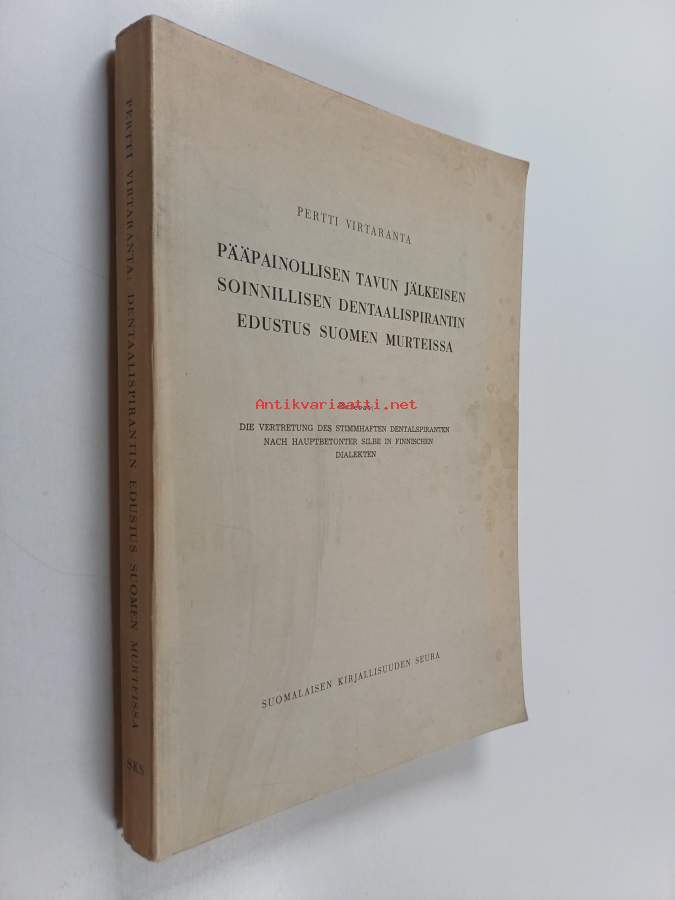 PERTTI VIRTARANTA: DENTAALISPIRANTIN EDUSTUS SUOMEN MURTEISSA
SKS
PERTTI VIRTARANTA
PÄÄPAINOLLISEN TAVUN JÄLKEISEN
SOINNILLISEN DENTAALISPIRANTIN
EDUSTUS SUOMEN MURTEISSA
Antikvariaatti.net
DIE VERTRETUNG DES STIMMHAFTEN DENTALSPIRANTEN
NACH HAUPTBETONTER SILBE IN FINNISCHEN
DIALEKTEN
SUOMALAISEN KIRJALLISUUDEN SEURA